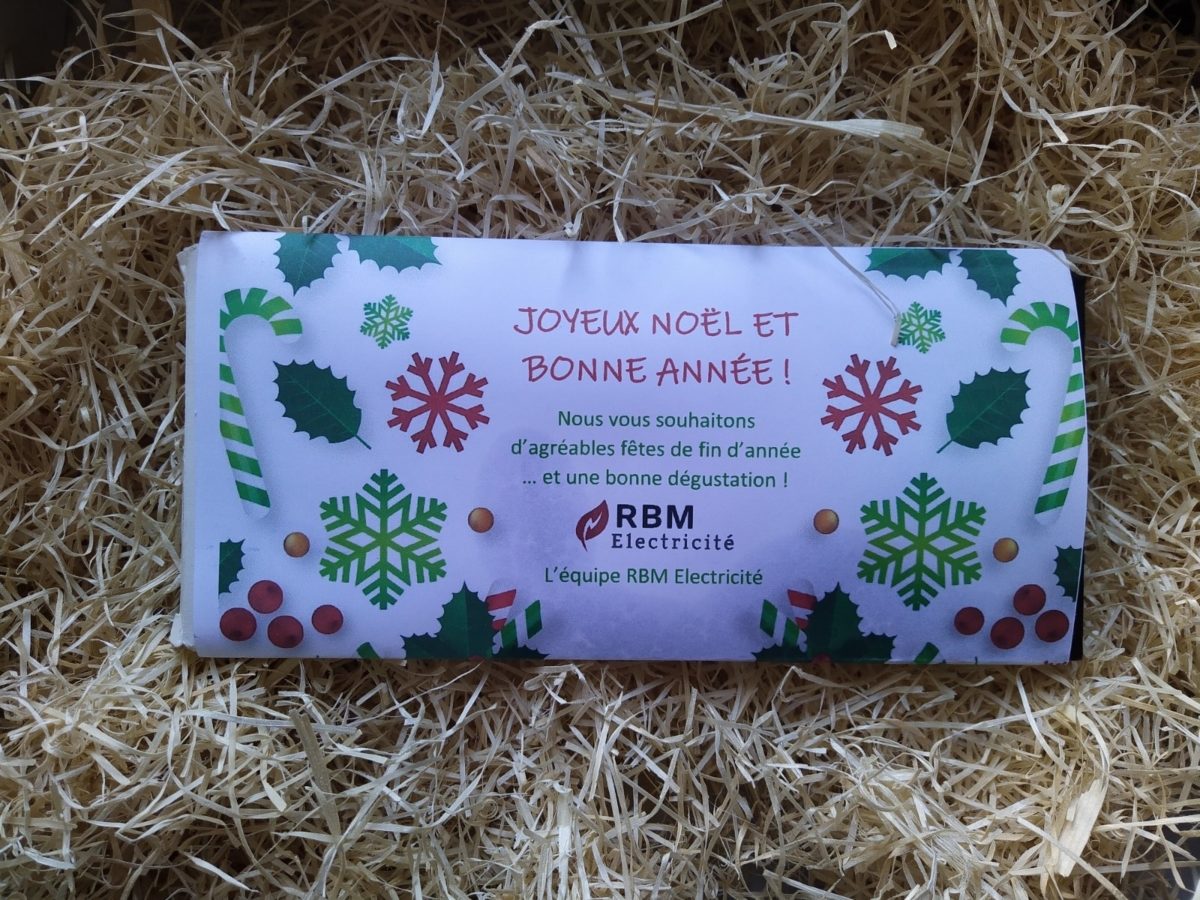 JOYEUX NOËL ET
BONNE ANNÉE !
Nous vous souhaitons
d'agréables fêtes de fin d'année
... et une bonne dégustation !
RBM
Electricité
L'équipe RBM Electricité